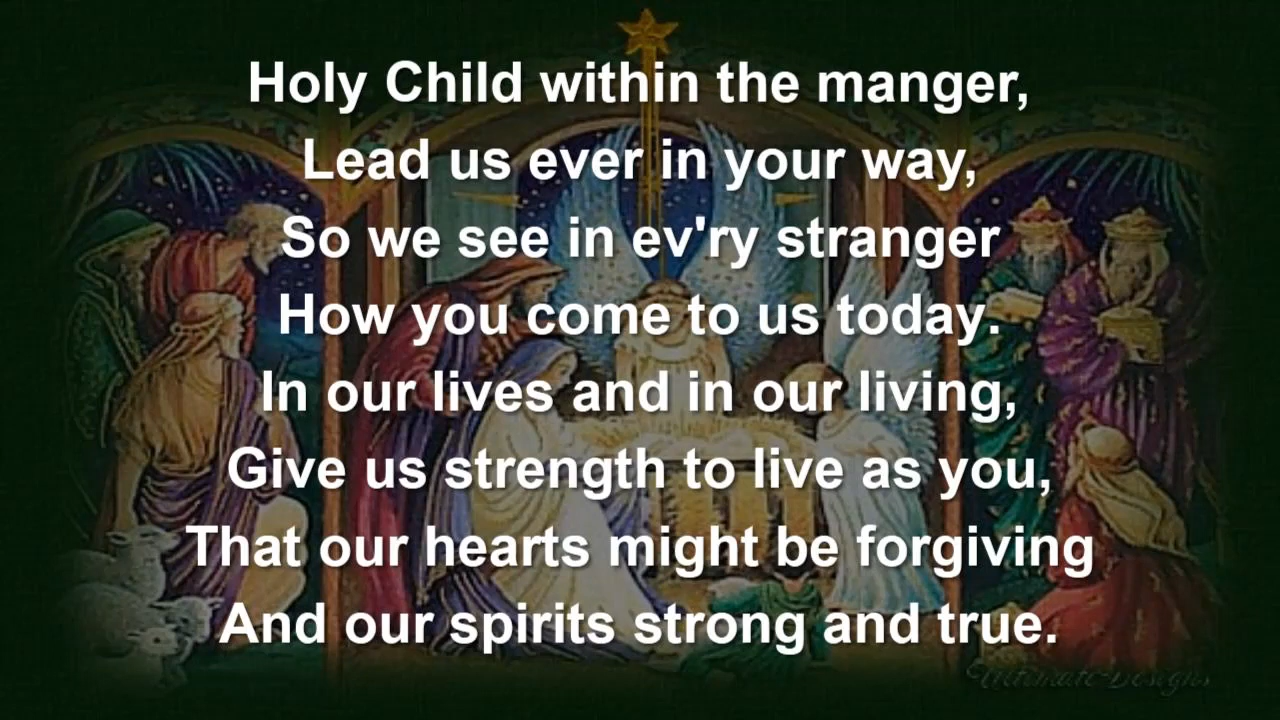 Holy Child within the manger,
Lead us ever in your way,
So we see in ev'ry stranger
How you come to us today.
In our lives and in our living,
Give us strength to live as you,
That our hearts might be forgiving
And our spirits strong and true.
Ultimate Designs